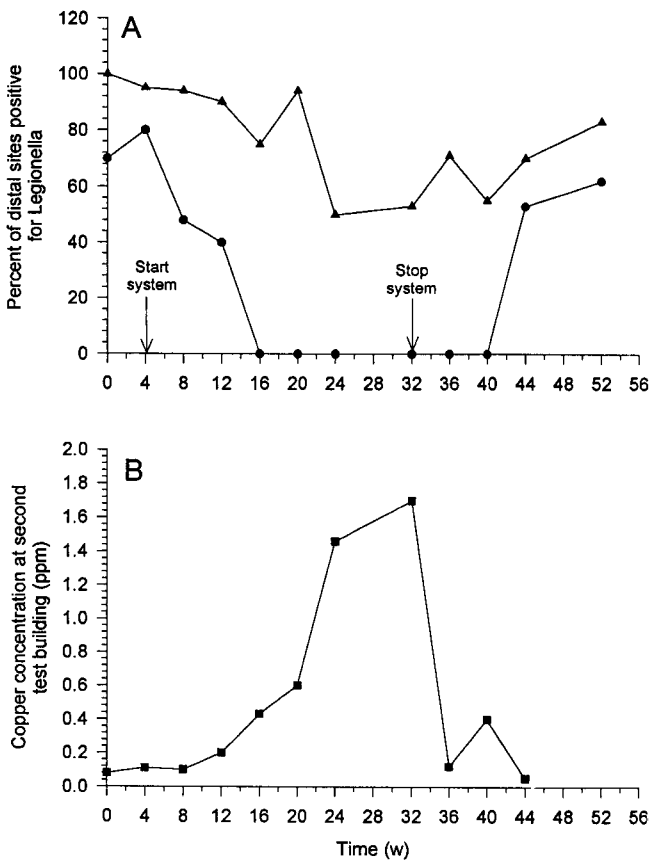 A
Percent of distal sites positive
for Legionella
120
100
80
60
40
20
0
Start
system
Stop
system
0 4 8 12 16 20 24 28 32 36 40 44 48 52 56
B
Copper concentration at second
test building (ppm)
2.0
1.8
1.6
1.4
1.2
1.0
0.8
0.6
0.4
0.2
0.0
0 4 8 12 16 20 24 28 32 36 40 44 48 52 56
Time (w)